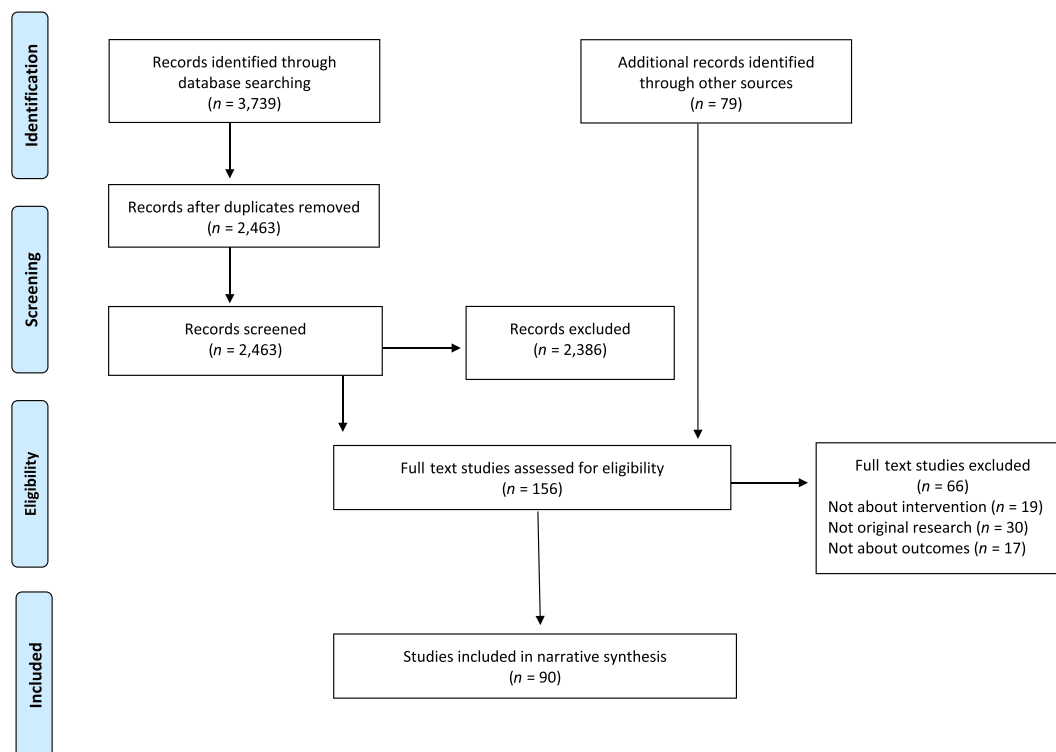 Identification
Records identified through
database searching
(n = 3,739)
Additional records identified
through other sources
(n = 79)
Screening
Records after duplicates removed
(n = 2,463)
Records screened
(n = 2,463)
Records excluded
(n = 2,386)
Eligibility
Full text studies assessed for eligibility
(n = 156)
Full text studies excluded
(n = 66)
Not about intervention (n = 19)
Not original research (n = 30)
Not about outcomes (n = 17)
Included
Studies included in narrative synthesis
(n = 90)